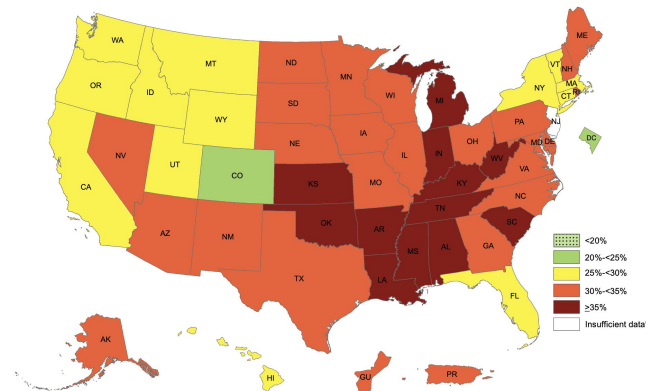 WA
MT
ND
ME
OR
ID
MN
VT
NH
WY
SD
WI
NY
MA
CT
RI
MI
NV
UT
CO
NE
IA
PA
NJ
IL
IN
OH
MD
DE
DC
CA
KS
MO
WV
VA
KY
AZ
NM
OK
AR
TN
NC
SC
MS
AL
GA
TX
LA
FL
AK
HI
GU
PR
<20%
20%-<25%
25%-<30%
30%-<35%
≥35%
Insufficient data